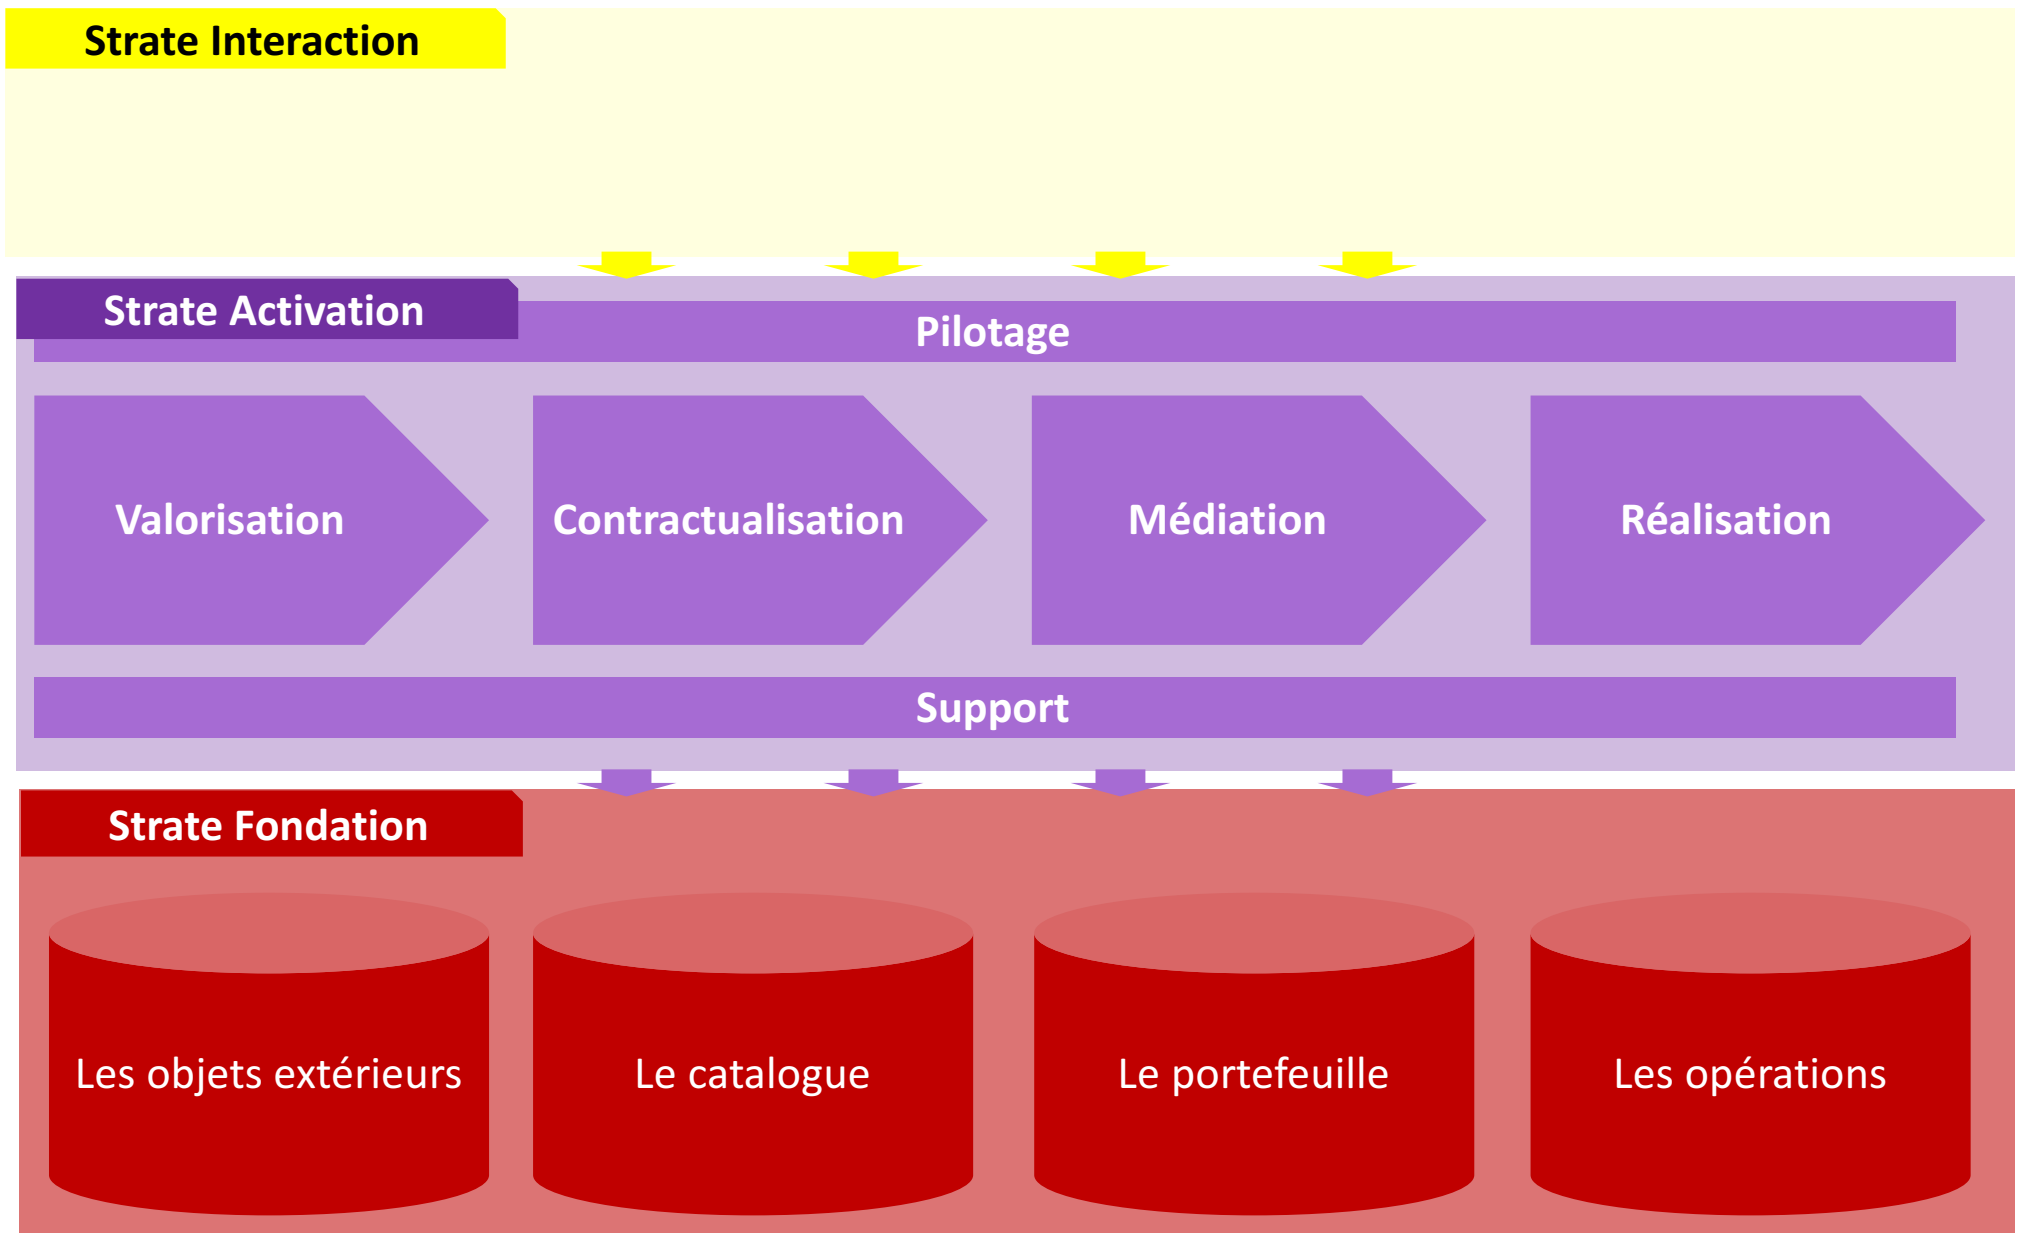 Strate Interaction
Strate Activation
Pilotage
Valorisation
Contractualisation
Médiation
Réalisation
Support
Strate Fondation
Les objets extérieurs
Le catalogue
Le portefeuille
Les opérations